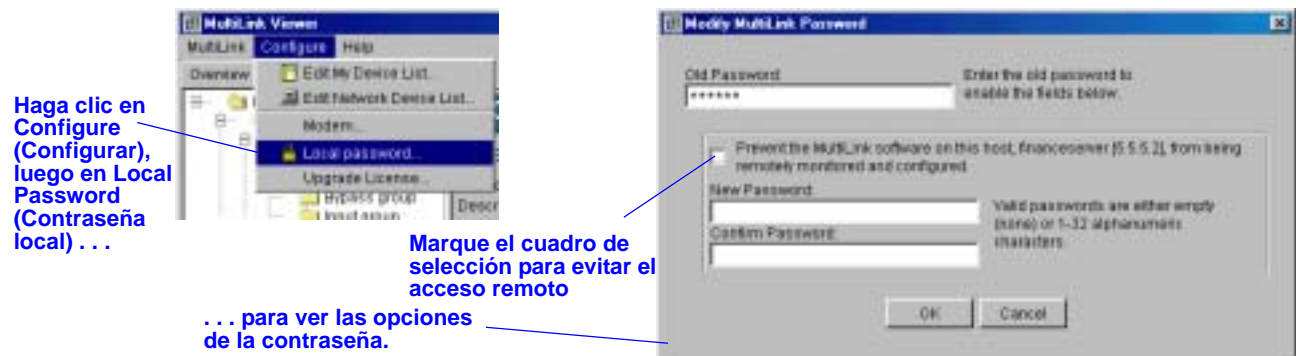 MultiLink Viewer
MultiLink Configure Help
Overview
Edit My Device List...
Edit Network Device List...
Modem...
Local password...
Upgrade License...
Bypass group
Input group
Descr
Haga clic en
Configure
(Configurar),
luego en Local
Password
(Contraseña
local) . . .
Modify MultiLink Password
Old Password:
******
Enter the old password to
enable the fields below.
Prevent the MultiLink software on this host, financeserver [5.5.5.2], from being
remotely monitored and configured.
New Password:
Valid passwords are either empty
(none) or 1-32 alphanumeric
characters.
Confirm Password:
OK Cancel
Marque el cuadro de
selección para evitar el
acceso remoto
. . . para ver las opciones
de la contraseña.